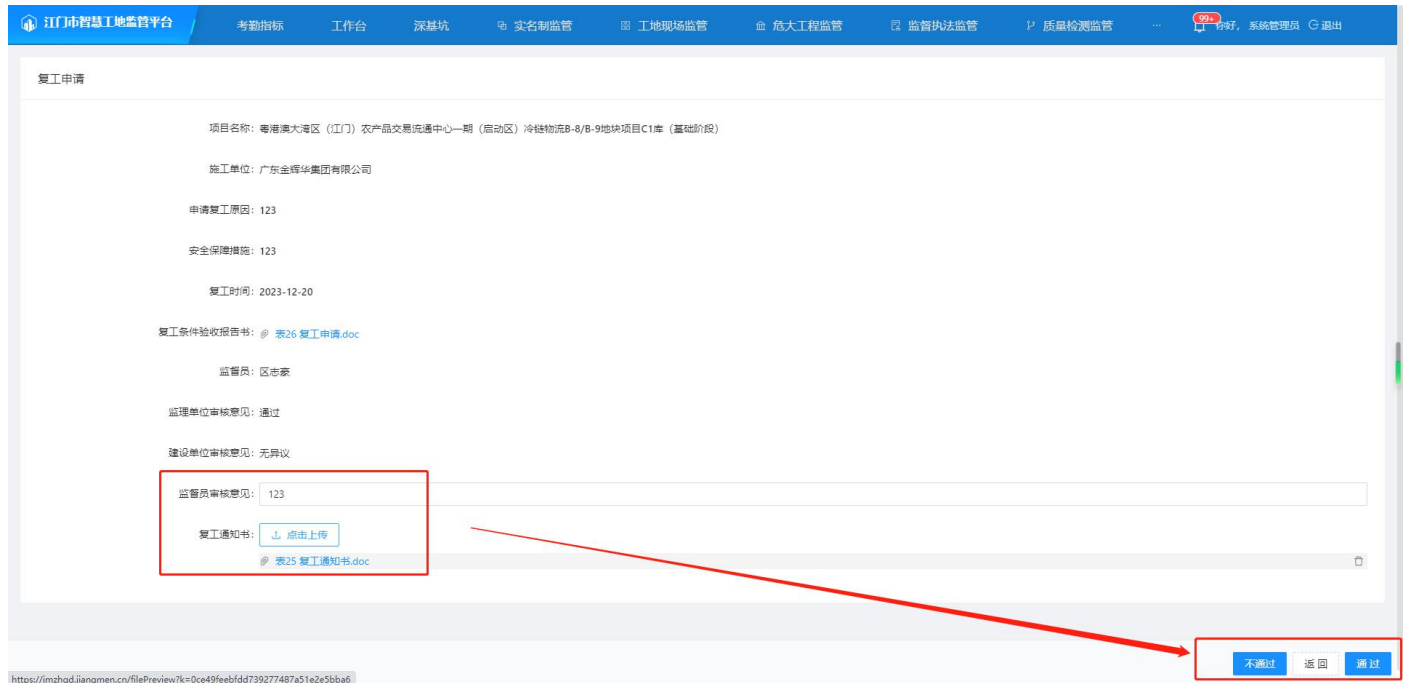 江门市智慧工地监管平台 考勤指标 工作台 深基坑 实名制监管 工地现场监管 危大工程监管 监督执法监管 质量检测监管 ... 99+ 你好，系统管理员 退出
复工申请
项目名称：粤港澳大湾区（江门）农产品交易流通中心一期（启动区）冷链物流B-8/B-9地块项目C1库（基础阶段）
施工单位：广东金辉华集团有限公司
申请复工原因：123
安全保障措施：123
复工时间：2023-12-20
复工条件验收报告书：表26 复工申请.doc
监督员：区志豪
监理单位审核意见：通过
建设单位审核意见：无异议
监督员审核意见：123
复工通知书：点击上传
表25 复工通知书.doc
不通过 返回 通过
https://jmzhgd.jiangmen.cn/filePreview?k=0ce49feebfdd739277487a51e2e5bba6